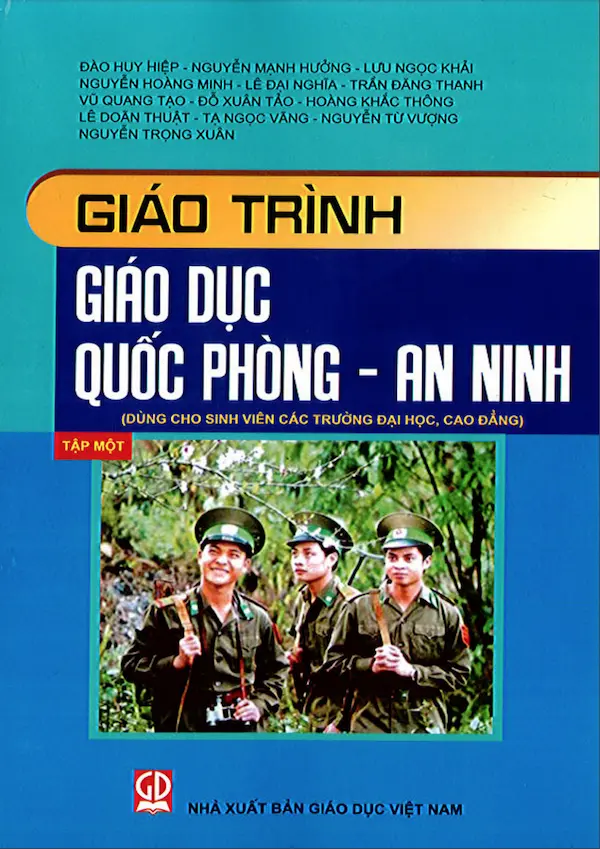 ĐÀO HUY HIỆP - NGUYỄN MẠNH HƯỞNG - LƯU NGỌC KHẢI
NGUYỄN HOÀNG MINH - LÊ ĐẠI NGHĨA - TRẦN ĐĂNG THANH
VŨ QUANG TẠO - ĐỖ XUÂN TẢO - HOÀNG KHẮC THÔNG
LÊ DOÃN THUẬT - TẠ NGỌC VÃNG - NGUYỄN TỪ VƯỢNG
NGUYỄN TRỌNG XUÂN
GIÁO TRÌNH
GIÁO DỤC
QUỐC PHÒNG - AN NINH
(DÙNG CHO SINH VIÊN CÁC TRƯỜNG ĐẠI HỌC, CAO ĐẲNG)
TẬP MỘT
GD
NHÀ XUẤT BẢN GIÁO DỤC VIỆT NAM